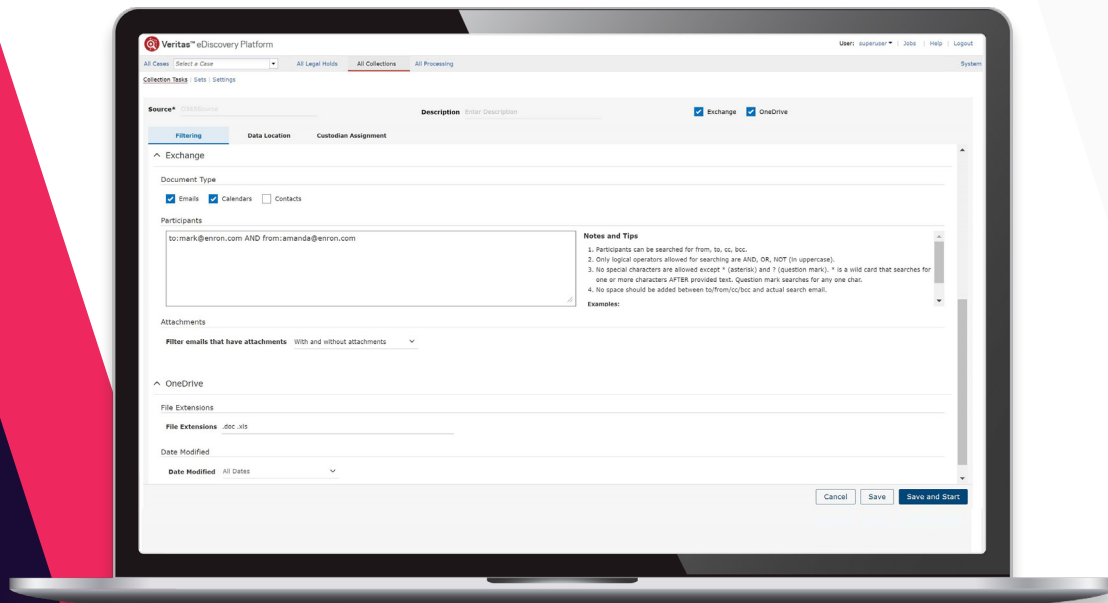 Veritas™ eDiscovery Platform
User: superuser | Jobs | Help | Logout
All Cases Select a Case All Legal Holds All Collections All Processing System
Collection Tasks | Sets | Settings
Source* O365Source Description Enter Description Exchange OneDrive
Filtering Data Location Custodian Assignment
Exchange
Document Type
Emails Calendars Contacts
Participants
to:mark@enron.com AND from:amanda@enron.com
Notes and Tips
1. Participants can be searched for from, to, cc, bcc.
2. Only logical operators allowed for searching are AND, OR, NOT (in uppercase).
3. No special characters are allowed except * (asterisk) and ? (question mark). * is a wild card that searches for
one or more characters AFTER provided text. Question mark searches for any one char.
4. No space should be added between to/from/cc/bcc and actual search email.
Examples:
Attachments
Filter emails that have attachments With and without attachments
OneDrive
File Extensions
File Extensions .doc .xls
Date Modified
Date Modified All Dates
Cancel Save Save and Start